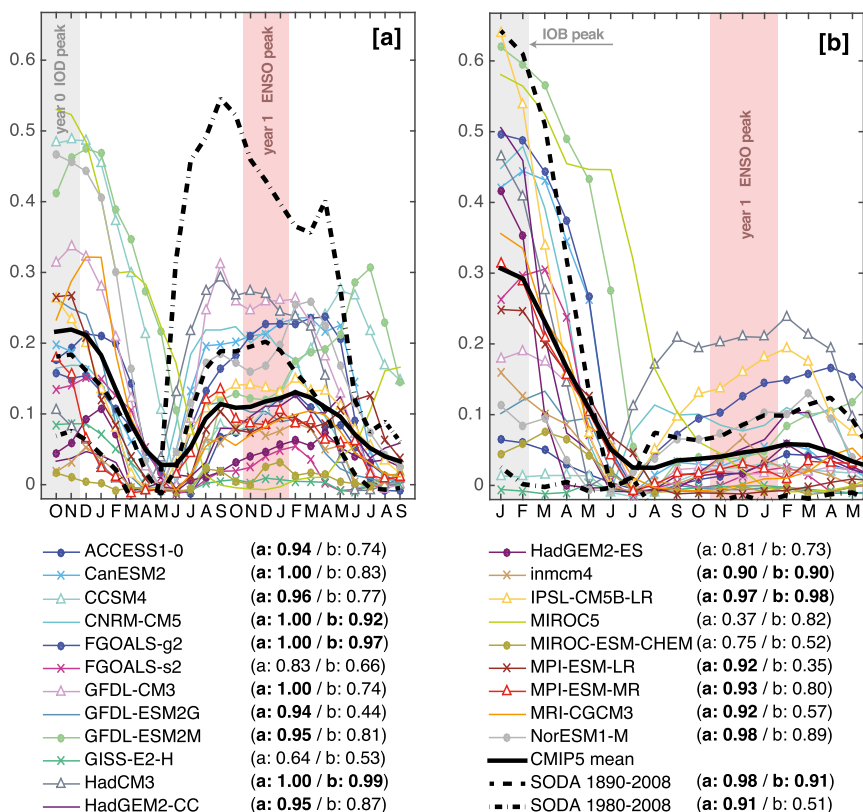 [a]
[b]
year 0 IOD peak
year 1 ENSO peak
IOB peak
year 1 ENSO peak
0.6
0.5
0.4
0.3
0.2
0.1
0
O N D J F M A M J J A S O N D J F M A M J J A S
0.6
0.5
0.4
0.3
0.2
0.1
0
J F M A M J J A S O N D J F M A M
ACCESS1-0 (a: 0.94 / b: 0.74)
CanESM2 (a: 1.00 / b: 0.83)
CCSM4 (a: 0.96 / b: 0.77)
CNRM-CM5 (a: 1.00 / b: 0.92)
FGOALS-g2 (a: 1.00 / b: 0.97)
FGOALS-s2 (a: 0.83 / b: 0.66)
GFDL-CM3 (a: 1.00 / b: 0.74)
GFDL-ESM2G (a: 0.94 / b: 0.44)
GFDL-ESM2M (a: 0.95 / b: 0.81)
GISS-E2-H (a: 0.64 / b: 0.53)
HadCM3 (a: 1.00 / b: 0.99)
HadGEM2-CC (a: 0.95 / b: 0.87)
HadGEM2-ES (a: 0.81 / b: 0.73)
inmcm4 (a: 0.90 / b: 0.90)
IPSL-CM5B-LR (a: 0.97 / b: 0.98)
MIROC5 (a: 0.37 / b: 0.82)
MIROC-ESM-CHEM (a: 0.75 / b: 0.52)
MPI-ESM-LR (a: 0.92 / b: 0.35)
MPI-ESM-MR (a: 0.93 / b: 0.80)
MRI-CGCM3 (a: 0.92 / b: 0.57)
NorESM1-M (a: 0.98 / b: 0.89)
CMIP5 mean
SODA 1890-2008 (a: 0.98 / b: 0.91)
SODA 1980-2008 (a: 0.91 / b: 0.51)